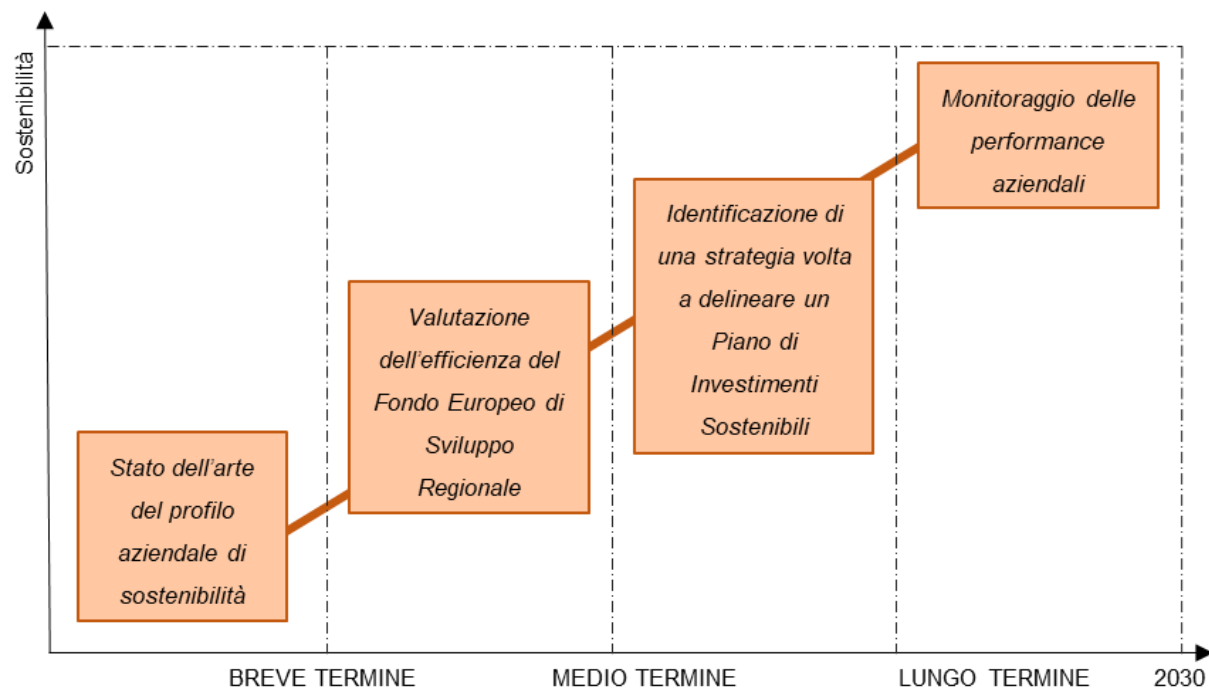 Sostenibilità
Stato dell'arte
del profilo
aziendale di
sostenibilità
Valutazione
dell'efficienza del
Fondo Europeo di
Sviluppo
Regionale
Identificazione di
una strategia volta
a delineare un
Piano di
Investimenti
Sostenibili
Monitoraggio delle
performance
aziendali
BREVE TERMINE
MEDIO TERMINE
LUNGO TERMINE
2030